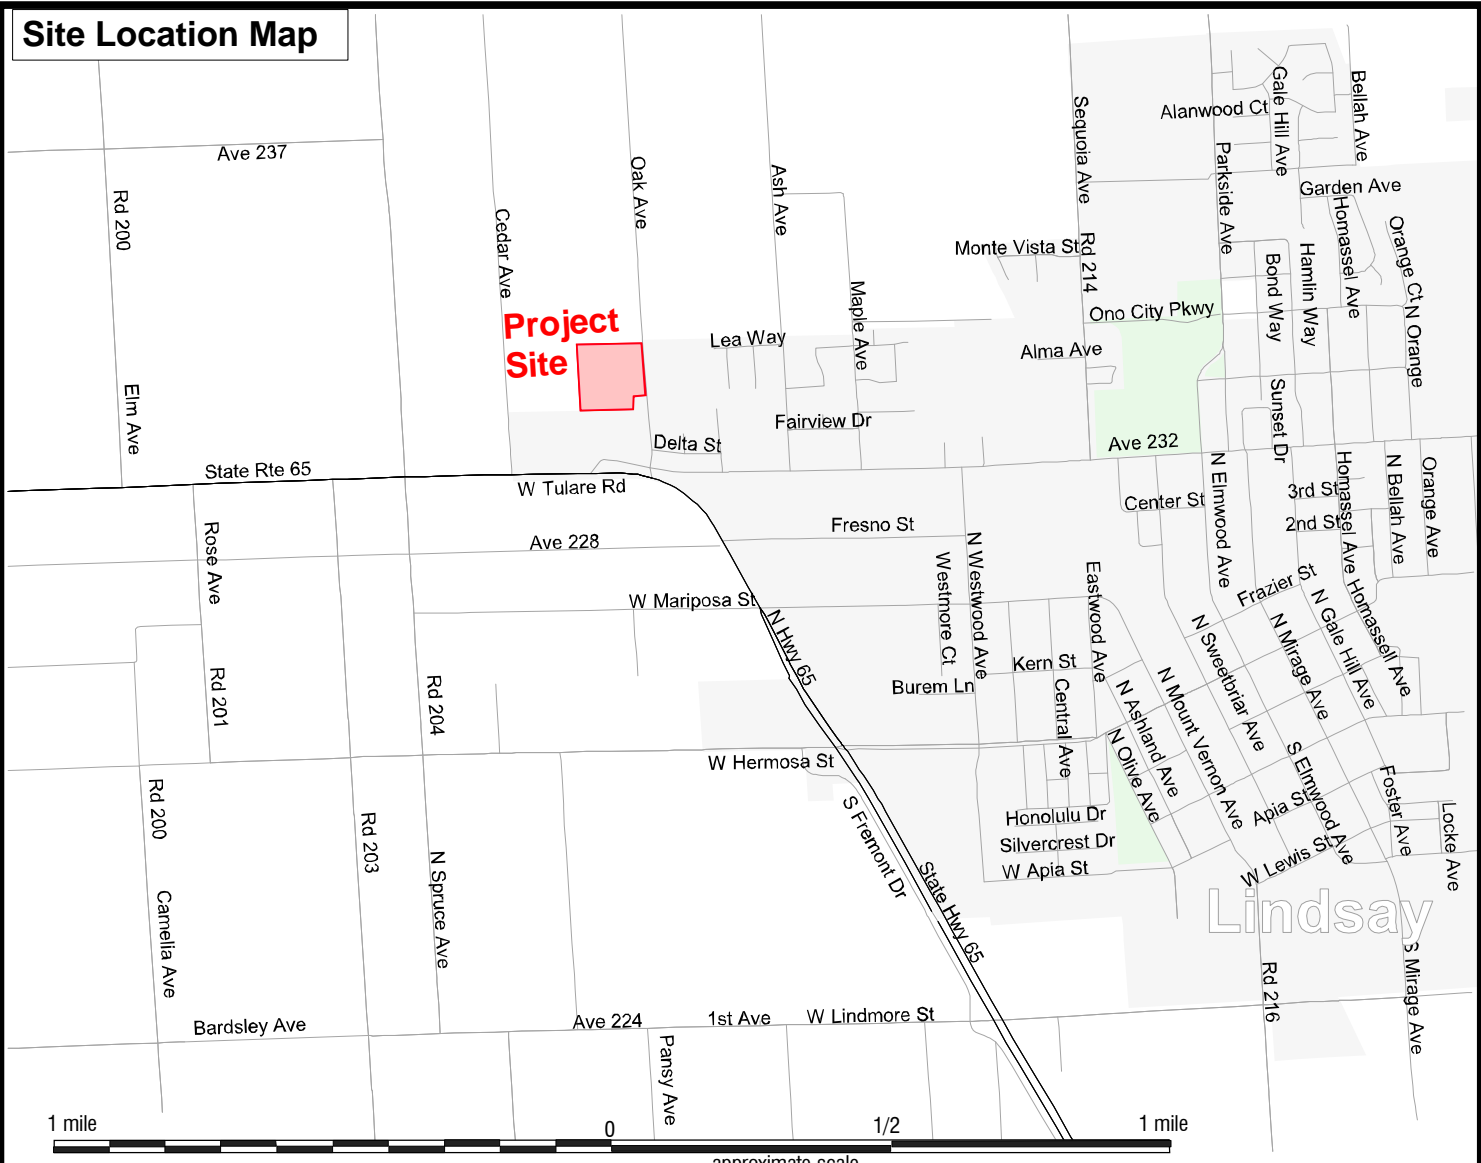 Site Location Map
Ave 237
Rd 200
Elm Ave
Cedar Ave
Oak Ave
Ash Ave
Maple Ave
Sequoia Ave
Rd 214
Monte Vista St
Alanwood Ct
Gale Hill Ave
Bellah Ave
Parkside Ave
Garden Ave
Homassel Ave
Orange Ct
N Orange
Hamlin Way
Bond Way
Ono City Pkwy
Project
Site
Lea Way
Alma Ave
Fairview Dr
Delta St
Ave 232
Sunset Dr
State Rte 65
W Tulare Rd
Center St
N Elmwood Ave
3rd St
2nd St
Homassel Ave
N Bellah Ave
Orange Ave
Rose Ave
Ave 228
Fresno St
Westmore Ct
N Westwood Ave
Eastwood Ave
Frazier St
W Mariposa St
N Hwy 65
N Sweetbriar Ave
N Mirage Ave
N Gale Hill Ave
Homassell Ave
Kern St
Burem Ln
Central Ave
N Ashland Ave
N Mount Vernon Ave
N Olive Ave
Rd 201
Rd 204
W Hermosa St
S Elmwood Ave
Apia St
Foster Ave
Locke Ave
Rd 200
Rd 203
N Spruce Ave
S Fremont Dr
State Hwy 65
Honolulu Dr
Silvercrest Dr
W Apia St
W Lewis St
Lindsay
Camelia Ave
Rd 216
S Mirage Ave
Bardsley Ave
Ave 224
1st Ave
W Lindmore St
Pansy Ave
1 mile
0
1/2
1 mile
approximate scale